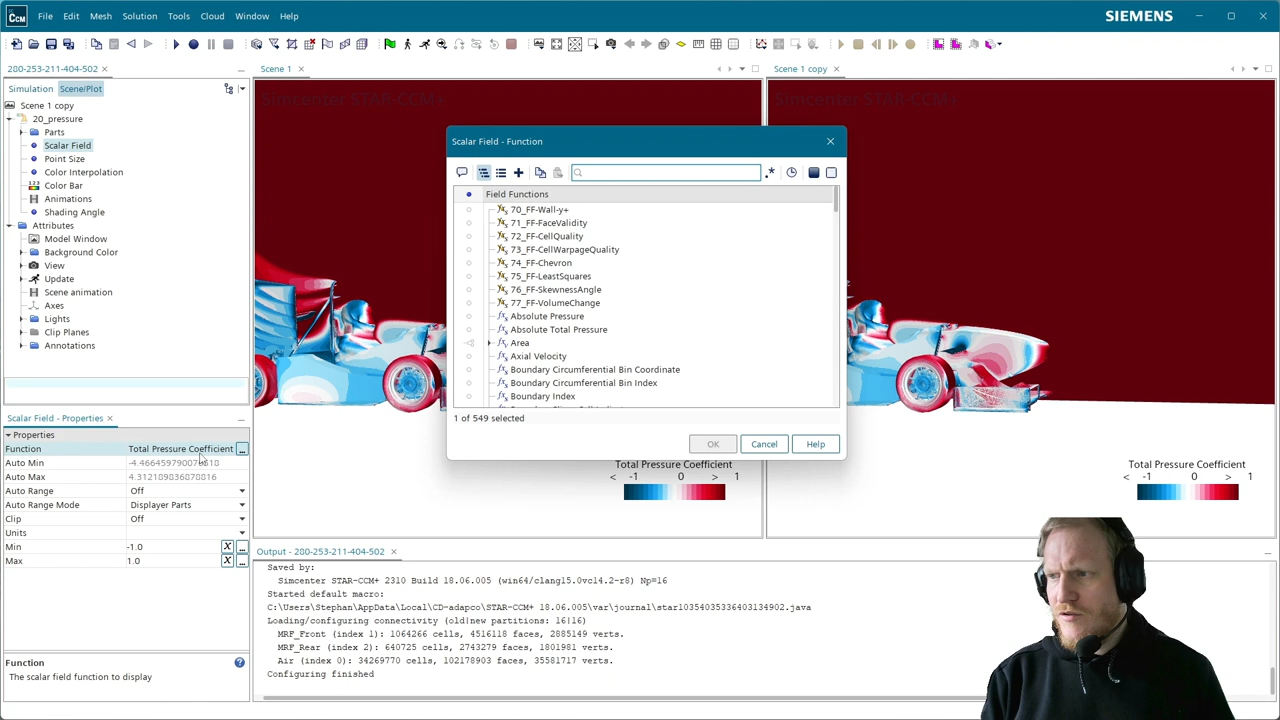 CCM File Edit Mesh Solution Tools Cloud Window Help SIEMENS
280-253-211-404-502
Simulation Scene/Plot
Scene 1 copy
20_pressure
Parts
Scalar Field
Point Size
Color Interpolation
Color Bar
Animations
Shading Angle
Attributes
Model Window
Background Color
View
Update
Scene animation
Axes
Lights
Clip Planes
Annotations
Scalar Field - Properties
Properties
Function Total Pressure Coefficient
Auto Min
Auto Max 4.312189836878816
Auto Range Off
Auto Range Mode Displayer Parts
Clip Off
Units
Min -1.0
Max 1.0
Function
The scalar field function to display
Scene 1
Simcenter STAR-CCM+
Total Pressure Coefficient
< -1 0 > 1
Scene 1 copy
Simcenter STAR-CCM+
Total Pressure Coefficient
< -1 0 > 1
Scalar Field - Function
Field Functions
70_FF-Wall-y+
71_FF-FaceValidity
72_FF-CellQuality
73_FF-CellWarpageQuality
74_FF-Chevron
75_FF-LeastSquares
76_FF-SkewnessAngle
77_FF-VolumeChange
Absolute Pressure
Absolute Total Pressure
Area
Axial Velocity
Boundary Circumferential Bin Coordinate
Boundary Circumferential Bin Index
Boundary Index
1 of 549 selected
OK Cancel Help
Output - 280-253-211-404-502
Saved by:
Simcenter STAR-CCM+ 2310 Build 18.06.005 (win64/clang15.0vc14.2-r8) Np=16
Started default macro:
C:\Users\Stephan\AppData\Local\CD-adapco\STAR-CCM+ 18.06.005\var\journal\star10354035336403134902.java
Loading/configuring connectivity (old|new partitions: 16|16)
MRF_Front (index 1): 1064266 cells, 4516118 faces, 2885149 verts.
MRF_Rear (index 2): 640725 cells, 2743279 faces, 1801981 verts.
Air (index 0): 34269770 cells, 102178903 faces, 35581717 verts.
Configuring finished